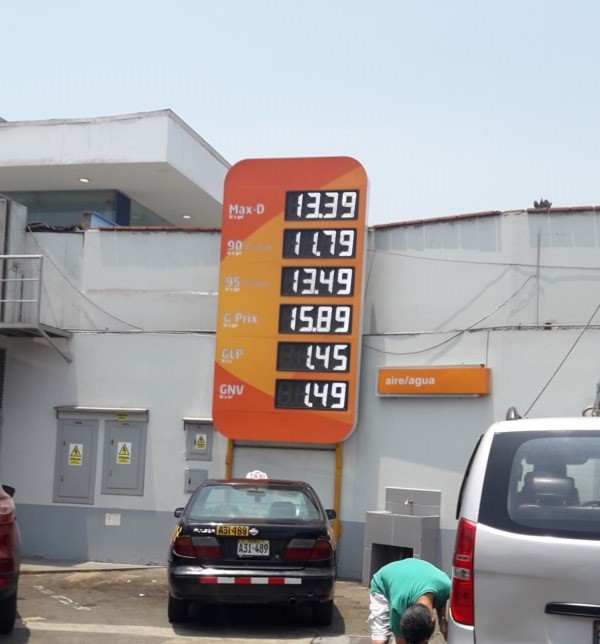 Max-D 13.39
90 11.79
95 13.49
G-Prix 15.89
GLP 1.45
GNV 1.49
aire/agua
TAXI
A3I-489
A3I-489